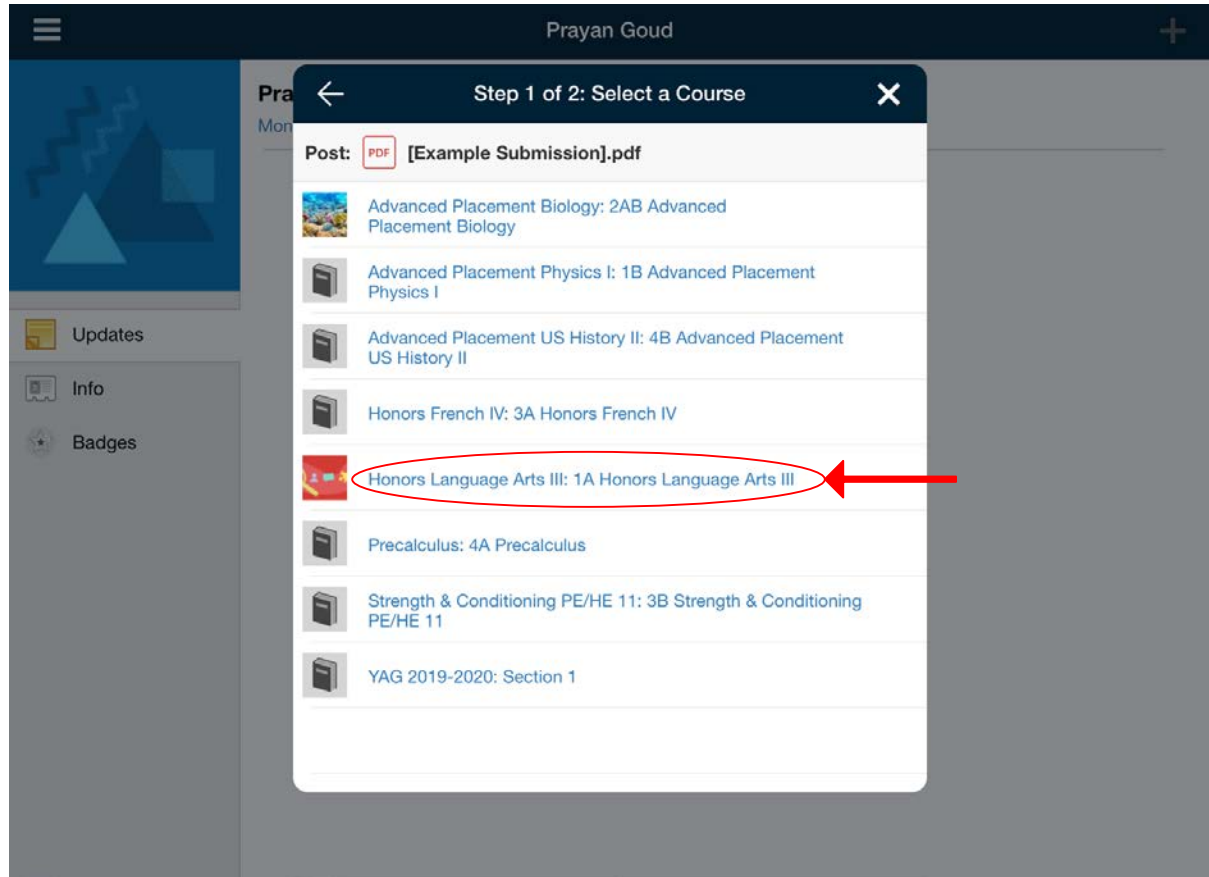 Prayan Goud
Pra
Mon
Step 1 of 2: Select a Course
Post: PDF [Example Submission].pdf
Advanced Placement Biology: 2AB Advanced
Placement Biology
Advanced Placement Physics I: 1B Advanced Placement
Physics I
Advanced Placement US History II: 4B Advanced Placement
US History II
Honors French IV: 3A Honors French IV
Honors Language Arts III: 1A Honors Language Arts III
Precalculus: 4A Precalculus
Strength & Conditioning PE/HE 11: 3B Strength & Conditioning
PE/HE 11
YAG 2019-2020: Section 1
Updates
Info
Badges